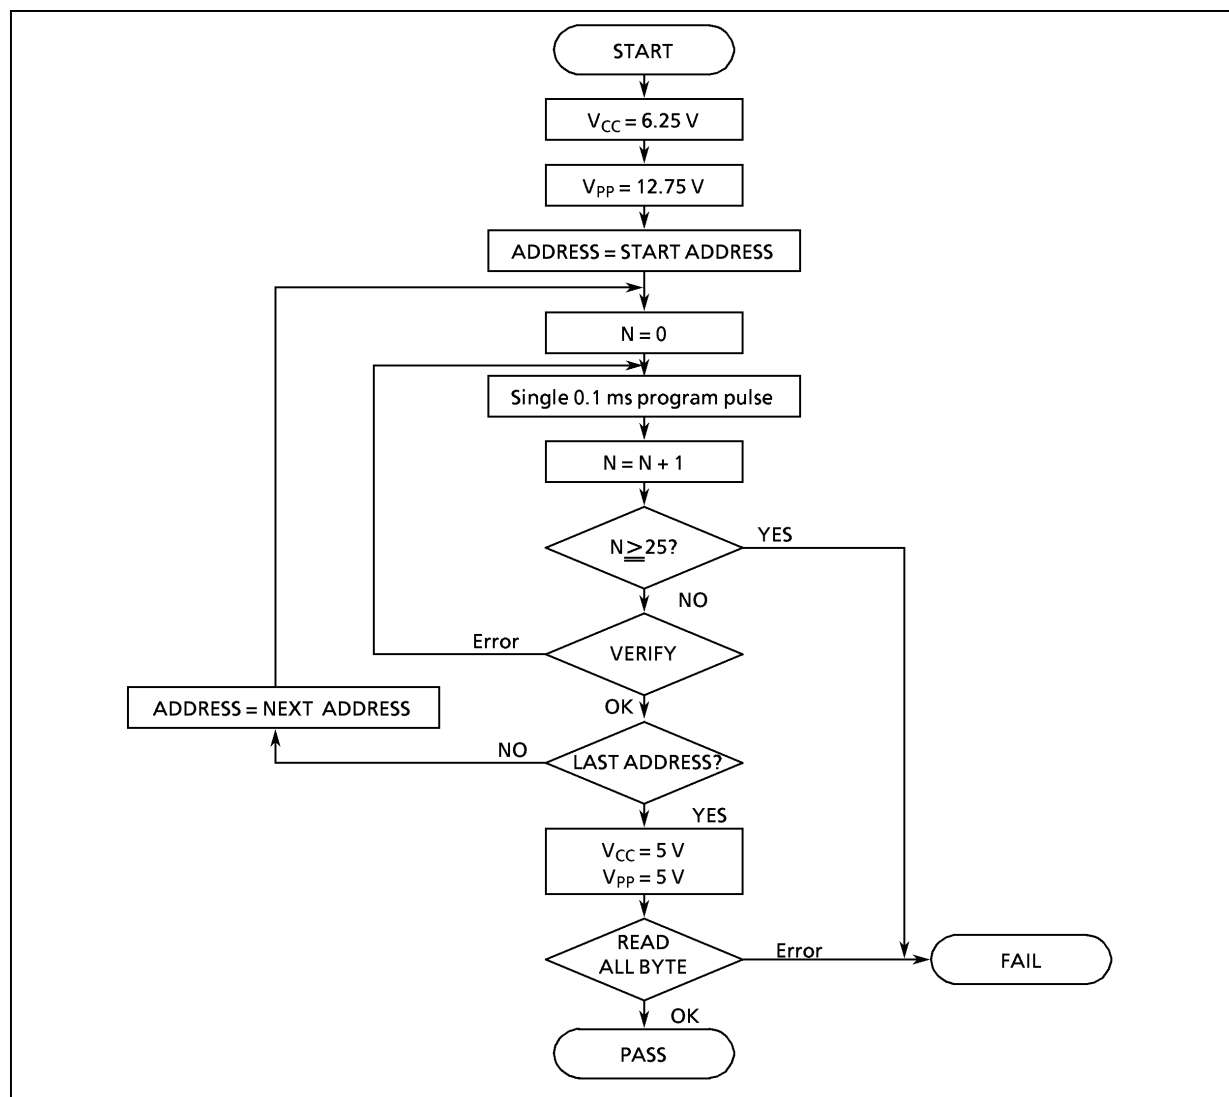 START
VCC = 6.25 V
VPP = 12.75 V
ADDRESS = START ADDRESS
N = 0
Single 0.1 ms program pulse
N = N + 1
N ≧ 25?
YES
NO
VERIFY
Error
OK
ADDRESS = NEXT ADDRESS
LAST ADDRESS?
NO
YES
VCC = 5 V
VPP = 5 V
READ
ALL BYTE
Error
FAIL
OK
PASS